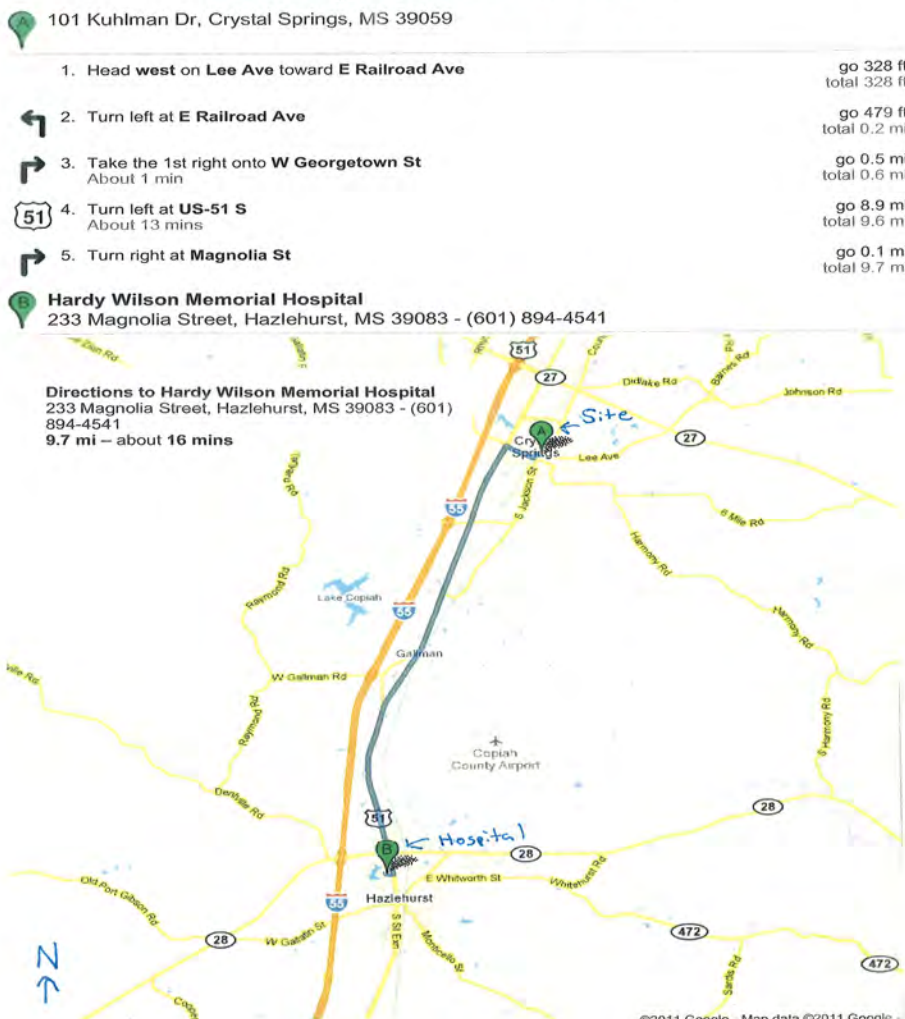 A 101 Kuhlman Dr, Crystal Springs, MS 39059
1. Head west on Lee Ave toward E Railroad Ave go 328 ft
total 328 ft
2. Turn left at E Railroad Ave go 479 ft
total 0.2 mi
3. Take the 1st right onto W Georgetown St go 0.5 mi
About 1 min total 0.6 mi
51 4. Turn left at US-51 S go 8.9 m
About 13 mins total 9.6 m
5. Turn right at Magnolia St go 0.1 m
total 9.7 m
B Hardy Wilson Memorial Hospital
233 Magnolia Street, Hazlehurst, MS 39083 - (601) 894-4541
51
27
Didlake Rd
Barnes Rd
Johnson Rd
Directions to Hardy Wilson Memorial Hospital
233 Magnolia Street, Hazlehurst, MS 39083 - (601)
894-4541
9.7 mi – about 16 mins
A
Site
Springs
Lee Ave
27
S Jackson St
55
6 Mile Rd
Harmony Rd
Raymond Rd
Lake Copiah
55
Harmony Rd
Gallman
W Gallman Rd
Raymond Rd
S Harmony Rd
Copiah
County Airport
Dentville Rd
51
28
B
Hospital
28
E Whitworth St
Whitehurst Rd
Old Port Gibson Rd
55
Hazlehurst
W Gallatin St
28
Monticello St
472
472
Sardis Rd
N
©2011 Google - Map data ©2011 Google -